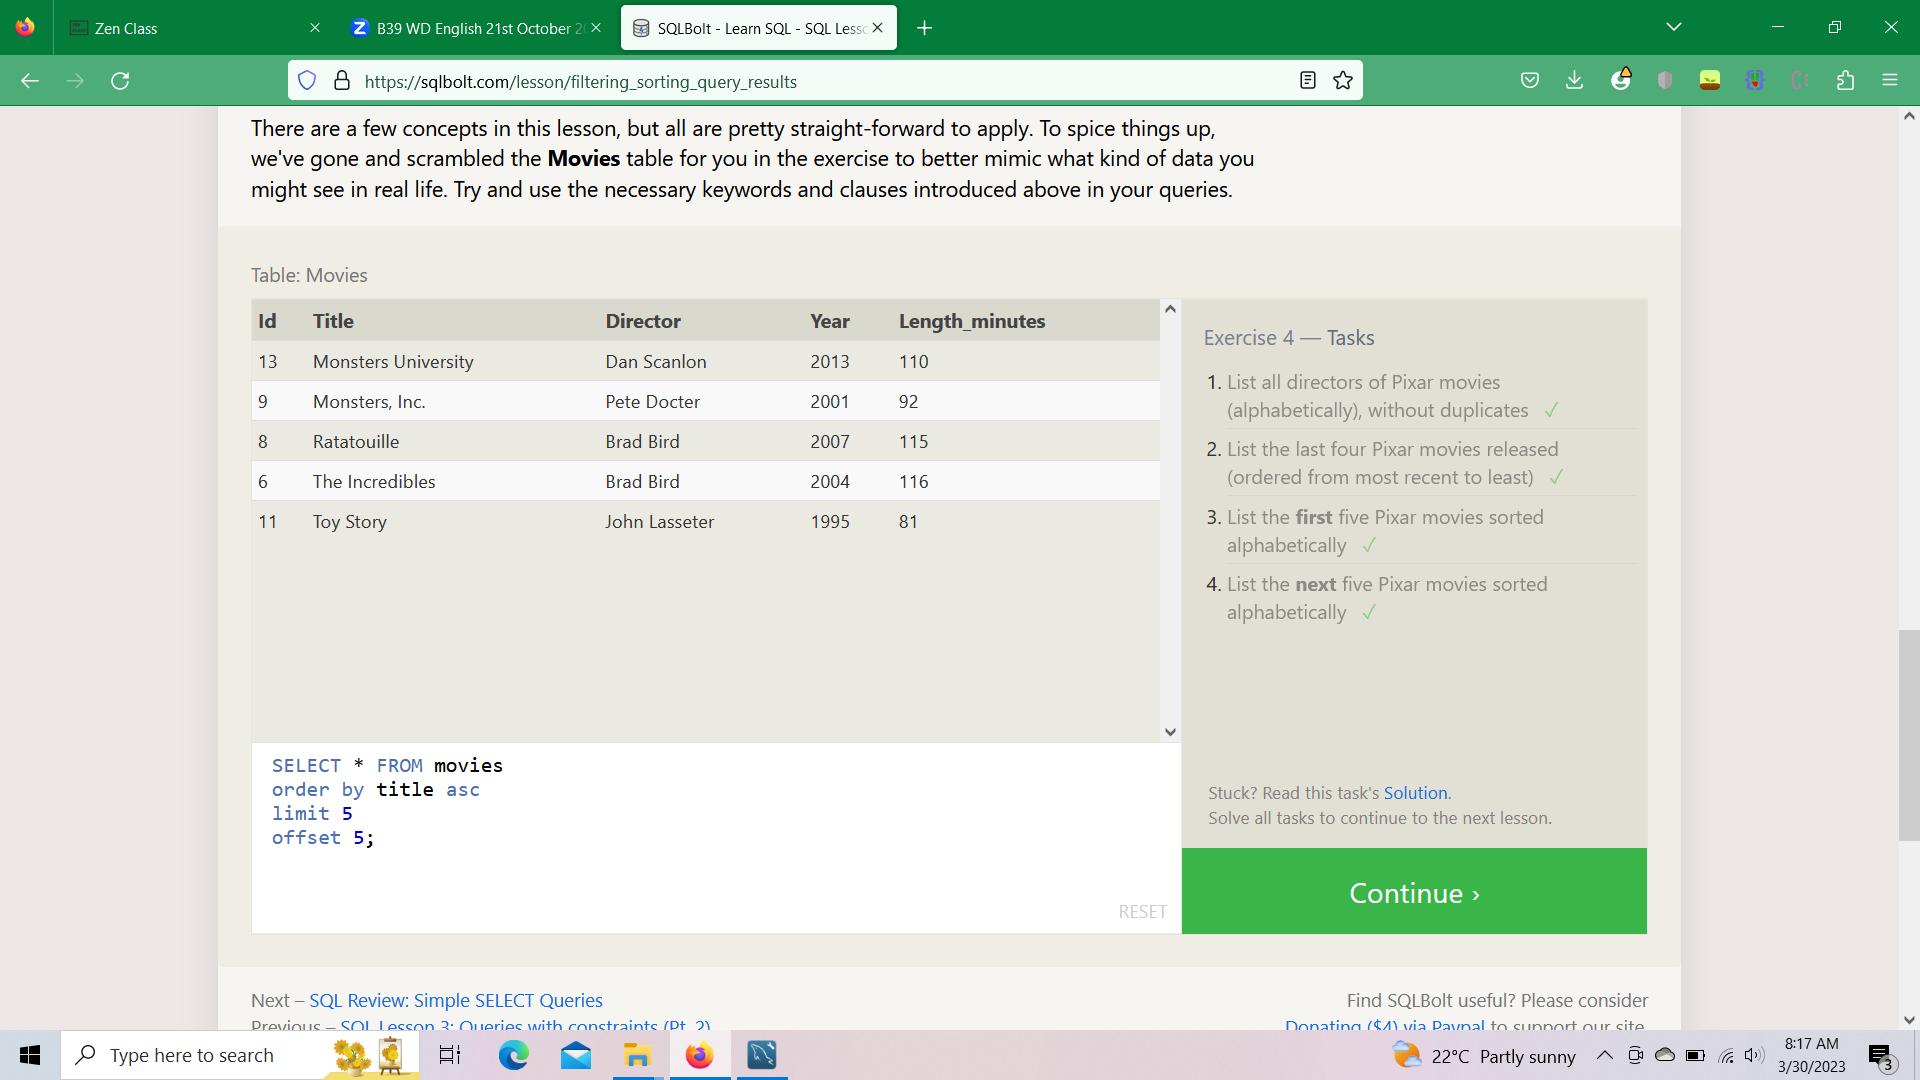 Zen Class
B39 WD English 21st October 2
SQLBolt - Learn SQL - SQL Less
https://sqlbolt.com/lesson/filtering_sorting_query_results
There are a few concepts in this lesson, but all are pretty straight-forward to apply. To spice things up,
we've gone and scrambled the Movies table for you in the exercise to better mimic what kind of data you
might see in real life. Try and use the necessary keywords and clauses introduced above in your queries.
Table: Movies
Id Title Director Year Length_minutes
13 Monsters University Dan Scanlon 2013 110
9 Monsters, Inc. Pete Docter 2001 92
8 Ratatouille Brad Bird 2007 115
6 The Incredibles Brad Bird 2004 116
11 Toy Story John Lasseter 1995 81
SELECT * FROM movies
order by title asc
limit 5
offset 5;
RESET
Exercise 4 — Tasks
1. List all directors of Pixar movies
(alphabetically), without duplicates ✓
2. List the last four Pixar movies released
(ordered from most recent to least) ✓
3. List the first five Pixar movies sorted
alphabetically ✓
4. List the next five Pixar movies sorted
alphabetically ✓
Stuck? Read this task's Solution.
Solve all tasks to continue to the next lesson.
Continue ›
Next – SQL Review: Simple SELECT Queries
Previous – SQL Lesson 3: Queries with constraints (Pt. 2)
Find SQLBolt useful? Please consider
Donating ($4) via Paypal to support our site.
Type here to search
22°C Partly sunny
8:17 AM
3/30/2023
3